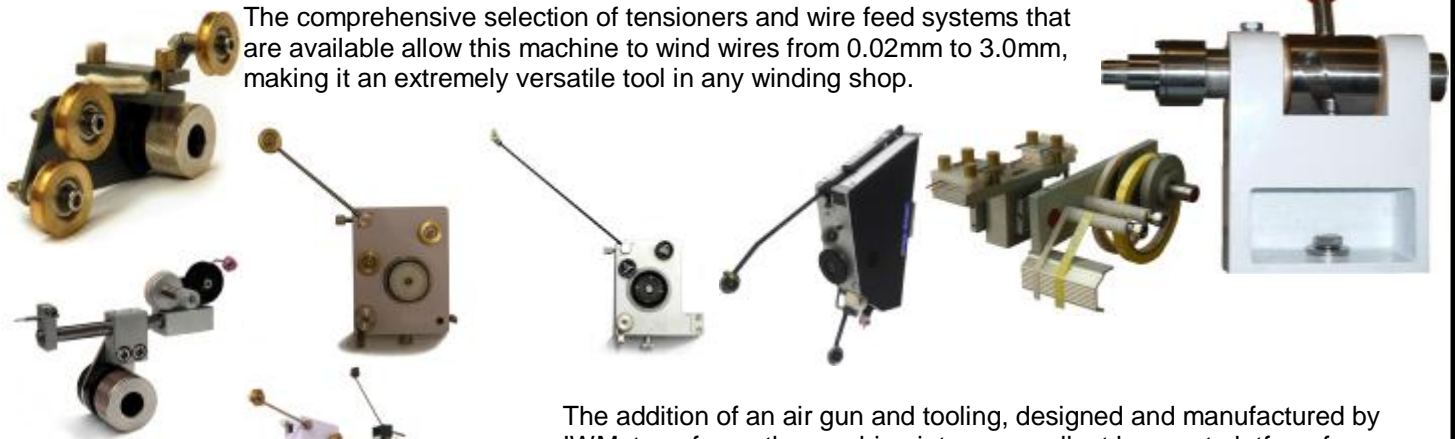 The comprehensive selection of tensioners and wire feed systems that
are available allow this machine to wind wires from 0.02mm to 3.0mm,
making it an extremely versatile tool in any winding shop.
The addition of an air gun and tooling, designed and manufactured by